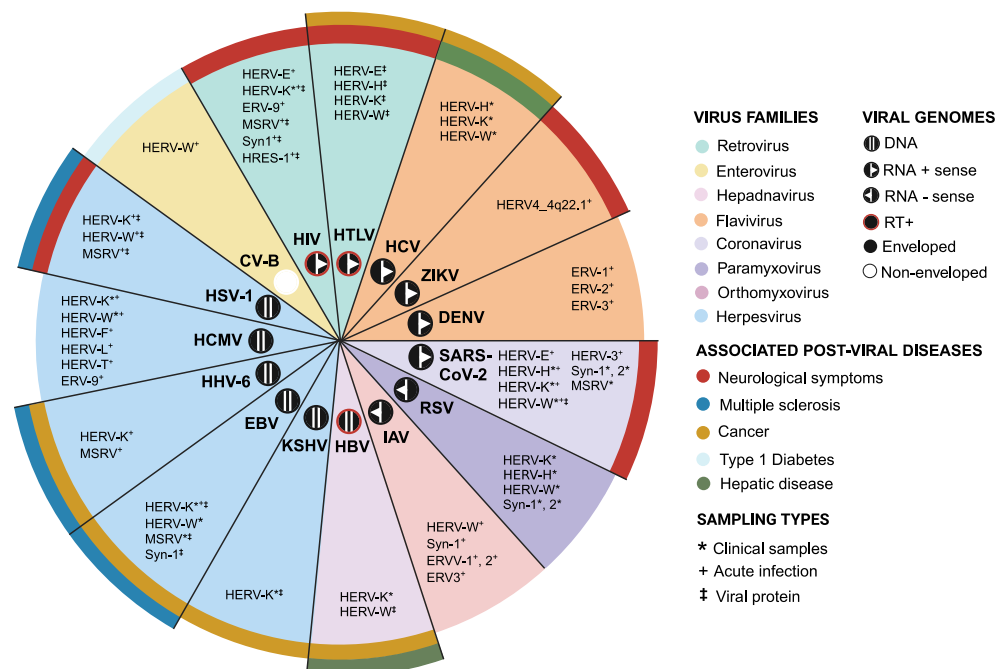 HERV-E⁺
HERV-K*⁺‡
ERV-9⁺
MSRV⁺‡
Syn1⁺‡
HRES-1⁺‡
HERV-E‡
HERV-H‡
HERV-K‡
HERV-W‡
HERV-H*
HERV-K*
HERV-W*
HERV4_4q22.1⁺
ERV-1⁺
ERV-2⁺
ERV-3⁺
HERV-W⁺
HERV-K⁺‡
HERV-W⁺‡
MSRV⁺‡
HERV-K*⁺
HERV-W*⁺
HERV-F⁺
HERV-L⁺
HERV-T⁺
ERV-9⁺
HERV-K⁺
MSRV⁺
HERV-K*⁺‡
HERV-W*
MSRV*‡
Syn-1‡
HERV-K*‡
HERV-K*
HERV-W‡
HERV-W⁺
Syn-1⁺
ERVV-1⁺, 2⁺
ERV3⁺
HERV-K*
HERV-H*
HERV-W*
Syn-1*, 2*
HERV-E⁺
HERV-H*⁺
HERV-K*⁺
HERV-W*⁺‡
HERV-3⁺
Syn-1*, 2*
MSRV*
HIV
HTLV
HCV
ZIKV
DENV
SARS-
CoV-2
RSV
IAV
HBV
KSHV
EBV
HHV-6
HCMV
HSV-1
CV-B
VIRUS FAMILIES
Retrovirus
Enterovirus
Hepadnavirus
Flavivirus
Coronavirus
Paramyxovirus
Orthomyxovirus
Herpesvirus
VIRAL GENOMES
DNA
RNA + sense
RNA - sense
RT+
Enveloped
Non-enveloped
ASSOCIATED POST-VIRAL DISEASES
Neurological symptoms
Multiple sclerosis
Cancer
Type 1 Diabetes
Hepatic disease
SAMPLING TYPES
* Clinical samples
+ Acute infection
‡ Viral protein